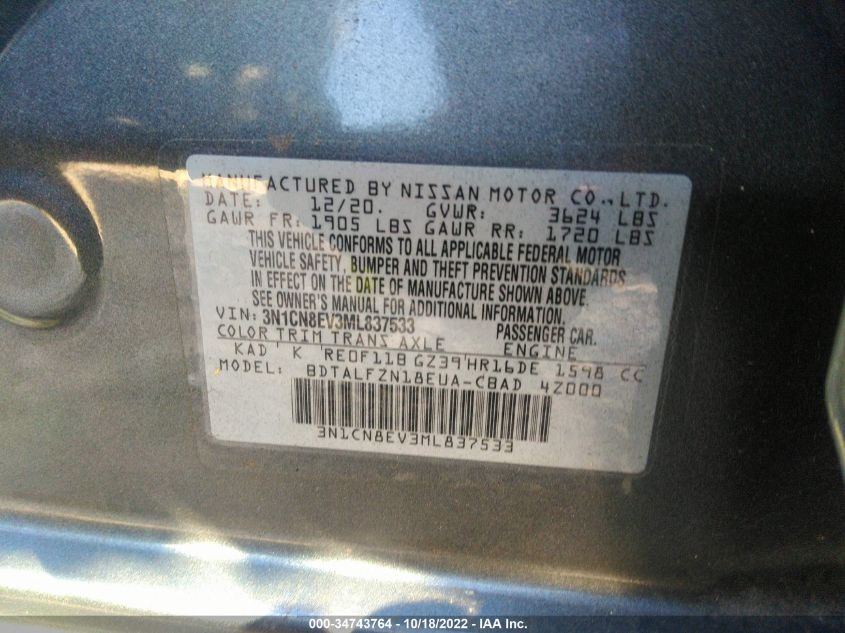 MANUFACTURED BY NISSAN MOTOR CO., LTD.
DATE: 12/20. GVWR: 3624 LBS
GAWR FR: 1905 LBS GAWR RR: 1720 LBS
THIS VEHICLE CONFORMS TO ALL APPLICABLE FEDERAL MOTOR
VEHICLE SAFETY, BUMPER AND THEFT PREVENTION STANDARDS
IN EFFECT ON THE DATE OF MANUFACTURE SHOWN ABOVE.
SEE OWNER'S MANUAL FOR ADDITIONAL INFORMATION.
VIN: 3N1CN8EV3ML837533 PASSENGER CAR.
COLOR TRIM TRANS AXLE ENGINE
KAD ' K RE0F11B GZ39'HR16DE 1598 CC
MODEL: BDTALFZN18EUA-CBAD 4Z000
3N1CN8EV3ML837533
000-34743764 - 10/18/2022 - IAA Inc.